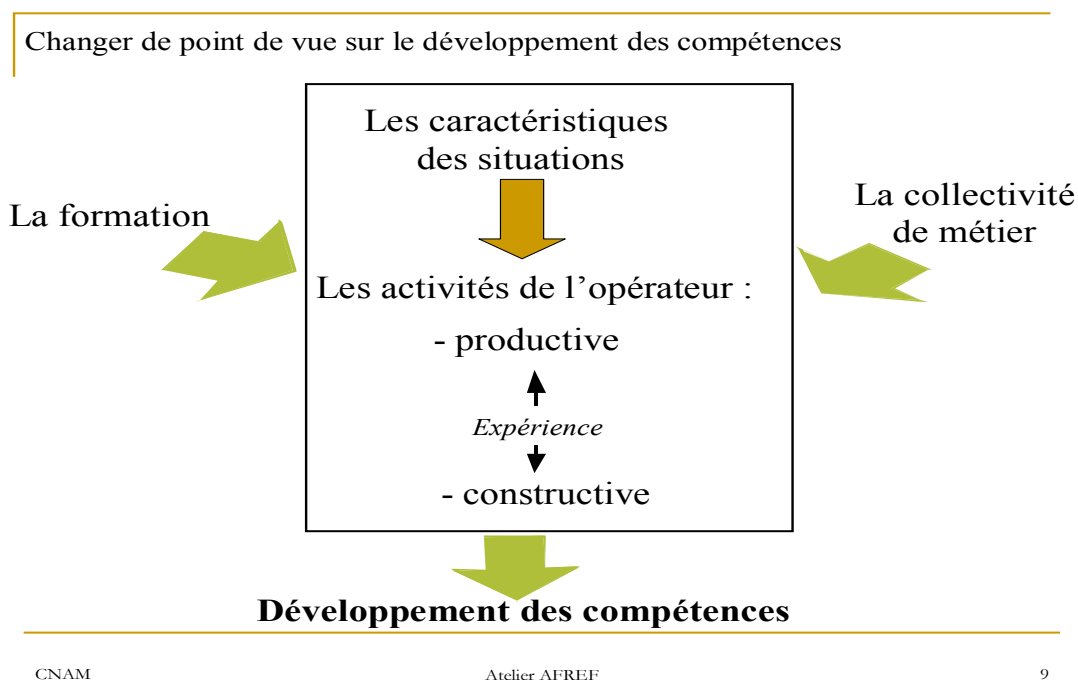 Changer de point de vue sur le développement des compétences
Les caractéristiques
des situations
La formation
La collectivité
de métier
Les activités de l’opérateur :
- productive
Expérience
- constructive
Développement des compétences
CNAM
Atelier AFREF
9